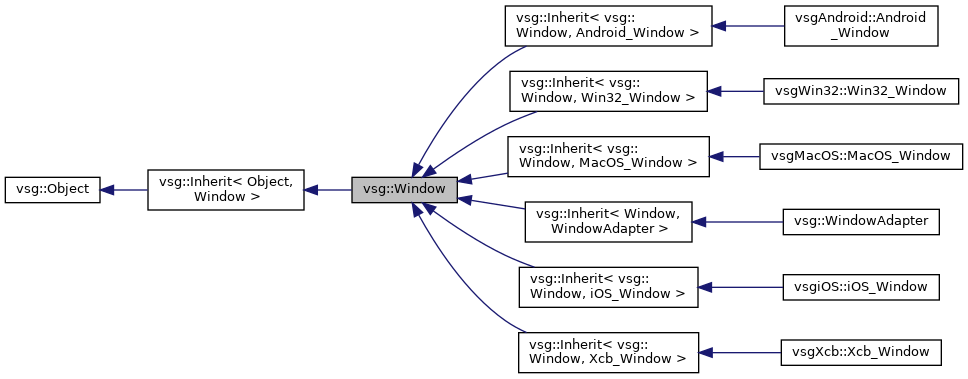 vsg::Object
vsg::Inherit< Object,
Window >
vsg::Window
vsg::Inherit< vsg::
Window, Android_Window >
vsgAndroid::Android
_Window
vsg::Inherit< vsg::
Window, Win32_Window >
vsgWin32::Win32_Window
vsg::Inherit< vsg::
Window, MacOS_Window >
vsgMacOS::MacOS_Window
vsg::Inherit< Window,
WindowAdapter >
vsg::WindowAdapter
vsg::Inherit< vsg::
Window, iOS_Window >
vsgiOS::iOS_Window
vsg::Inherit< vsg::
Window, Xcb_Window >
vsgXcb::Xcb_Window